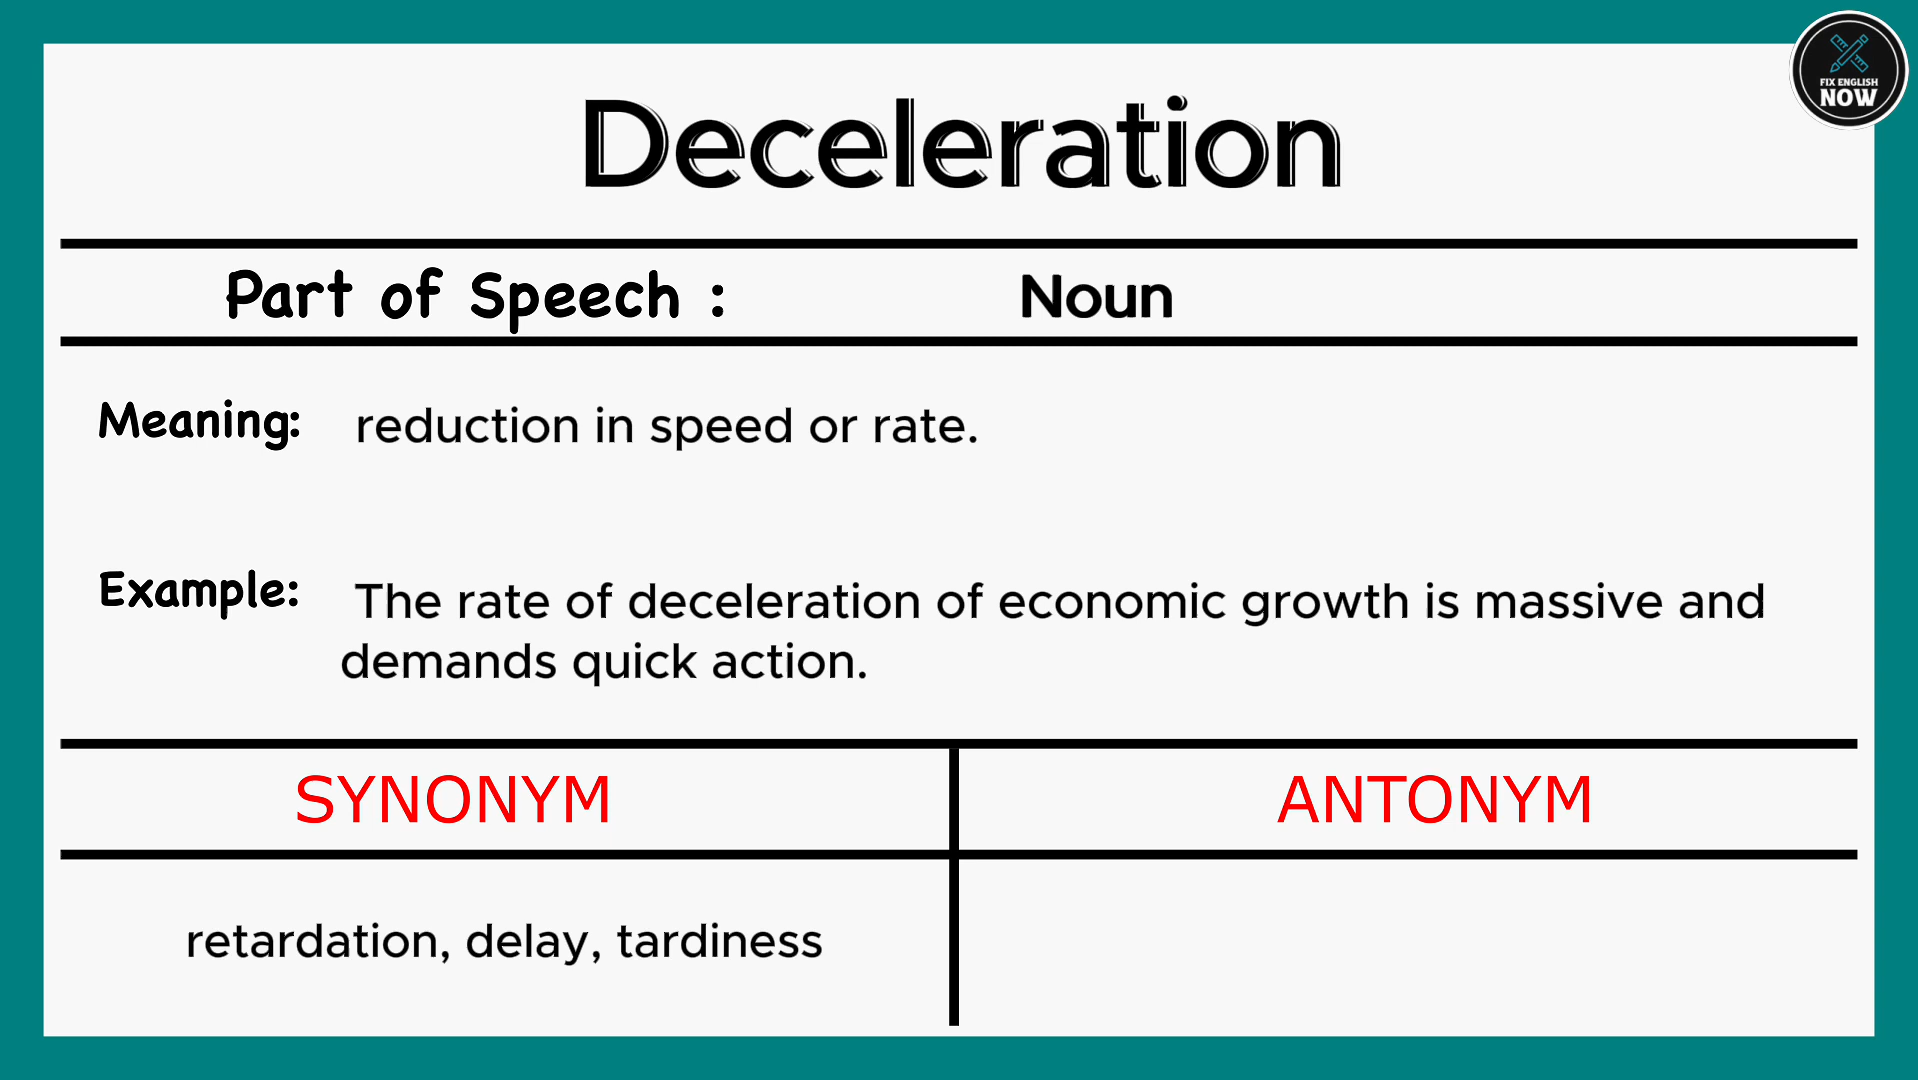 FIX ENGLISH
NOW
Deceleration
Part of Speech : Noun
Meaning: reduction in speed or rate.
Example: The rate of deceleration of economic growth is massive and
demands quick action.
SYNONYM ANTONYM
retardation, delay, tardiness